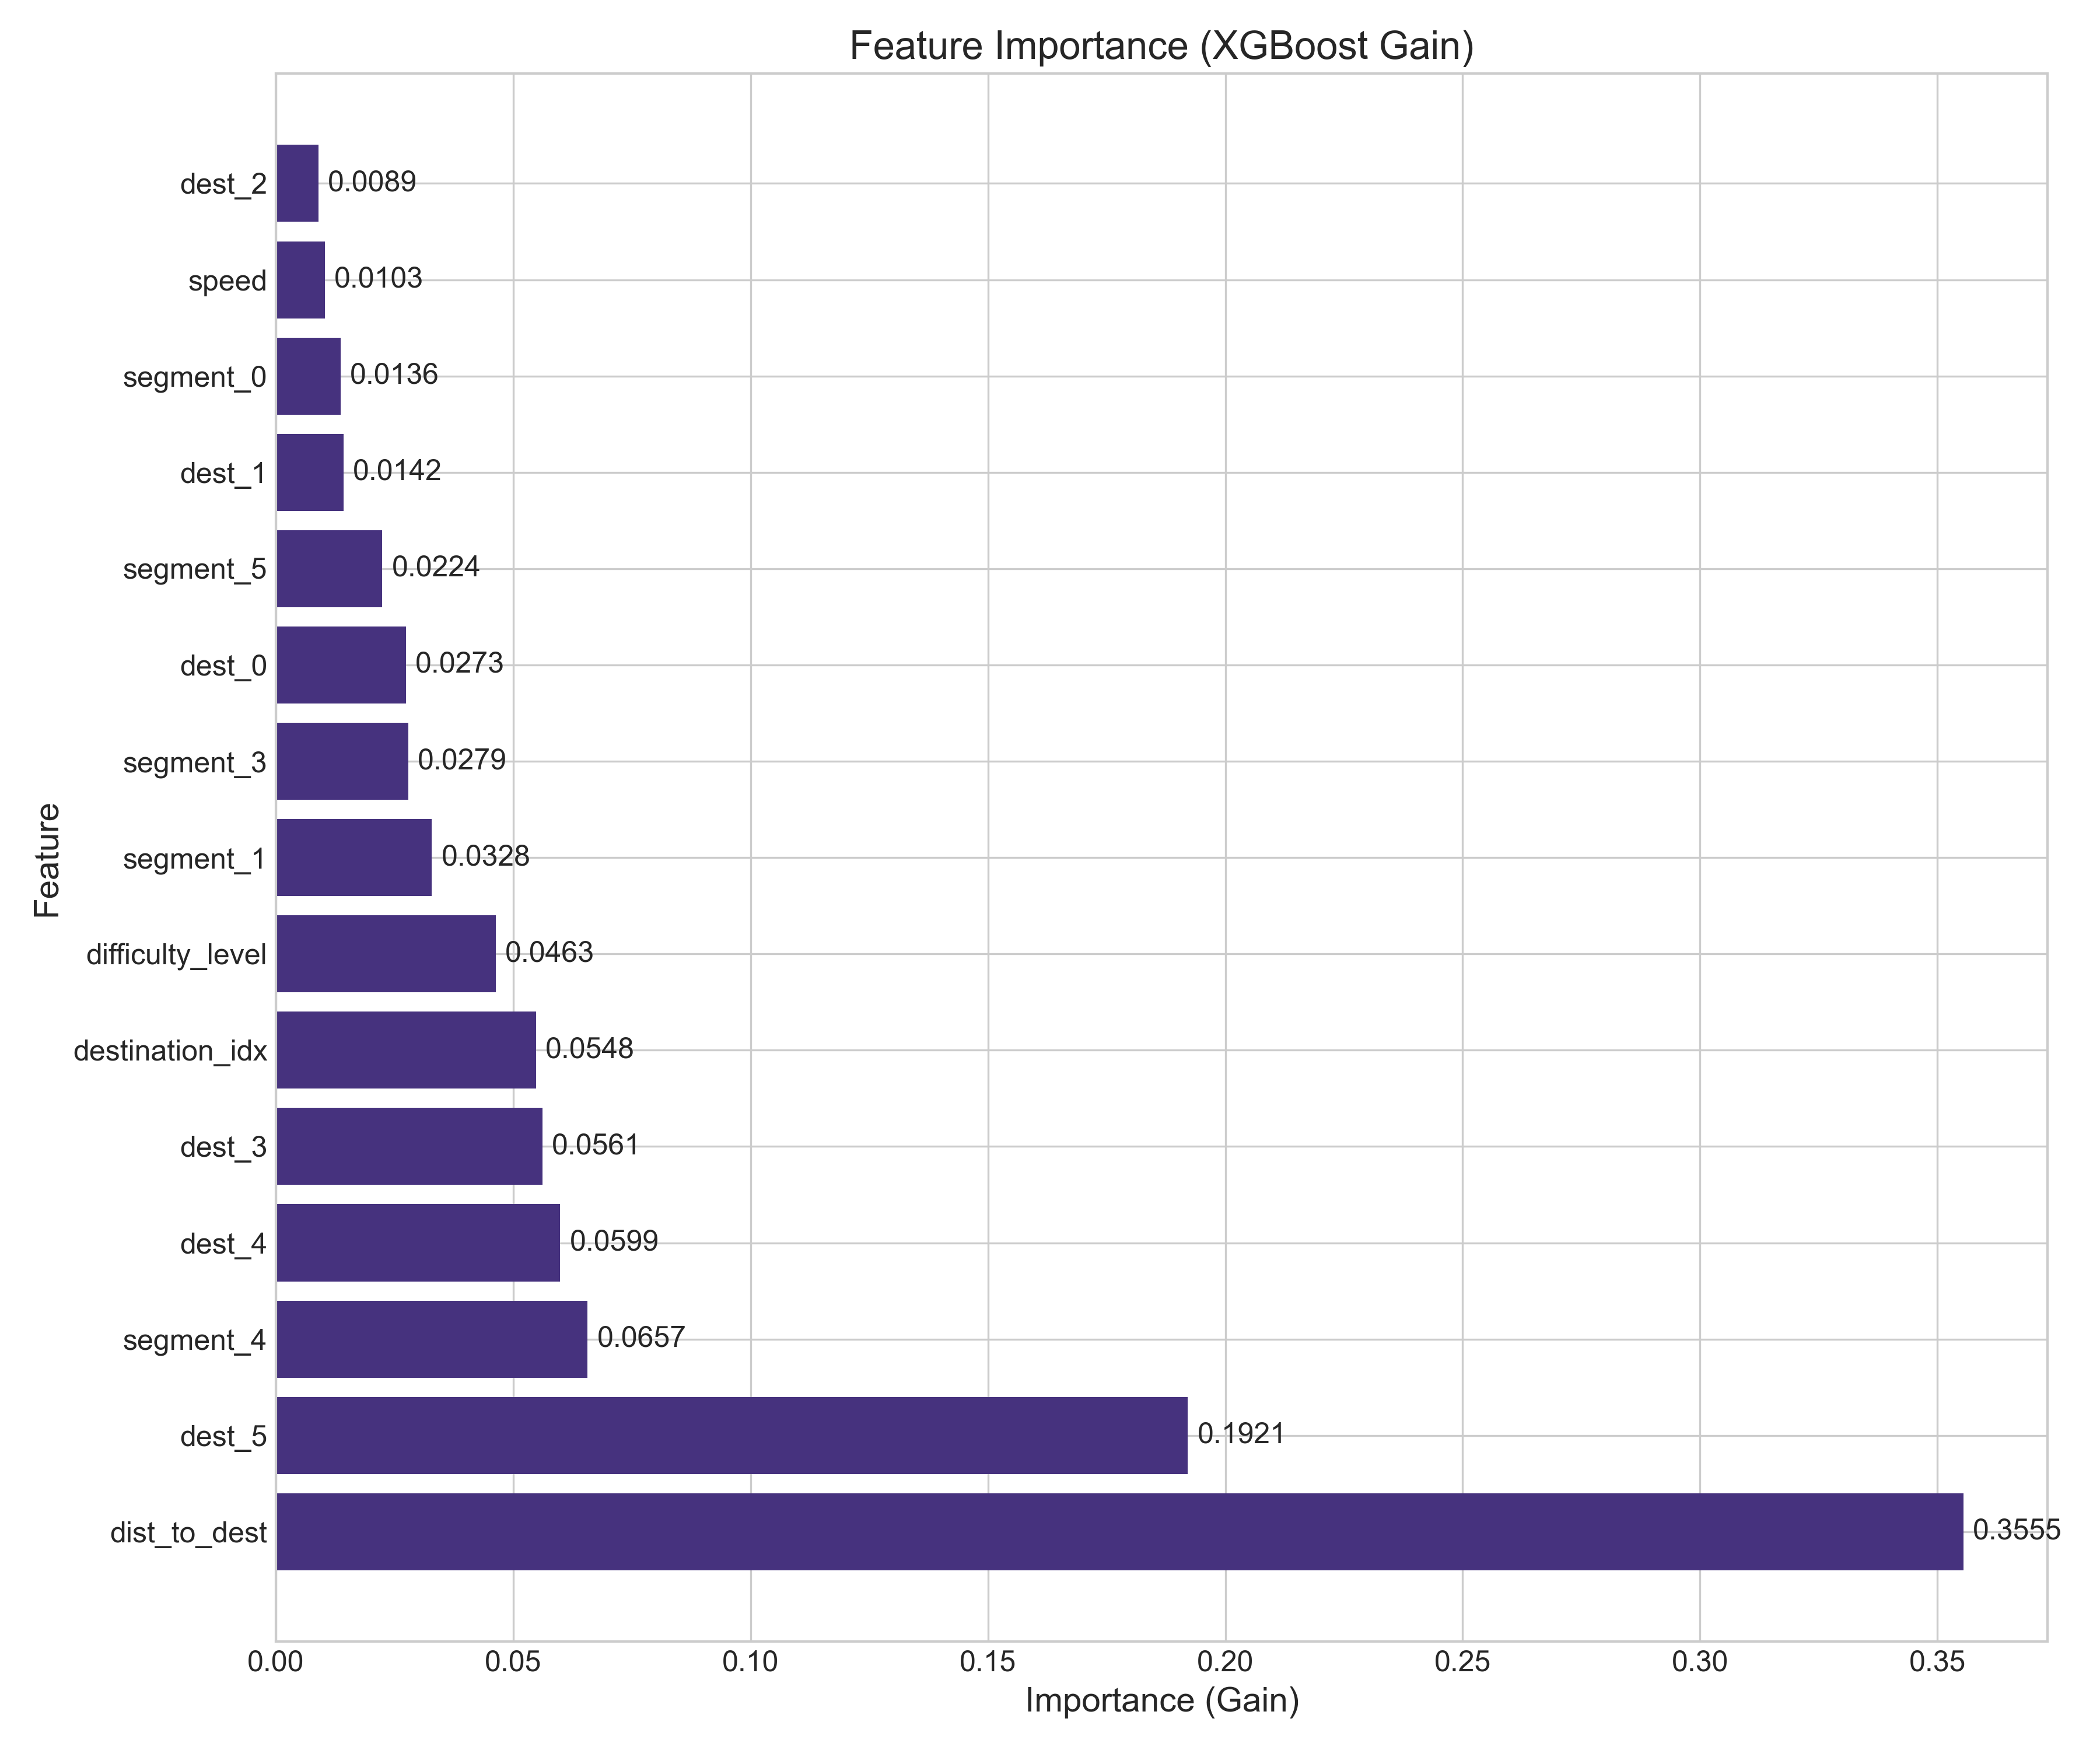 Feature Importance (XGBoost Gain)
Feature
dest_2 0.0089
speed 0.0103
segment_0 0.0136
dest_1 0.0142
segment_5 0.0224
dest_0 0.0273
segment_3 0.0279
segment_1 0.0328
difficulty_level 0.0463
destination_idx 0.0548
dest_3 0.0561
dest_4 0.0599
segment_4 0.0657
dest_5 0.1921
dist_to_dest 0.3555
0.00 0.05 0.10 0.15 0.20 0.25 0.30 0.35
Importance (Gain)